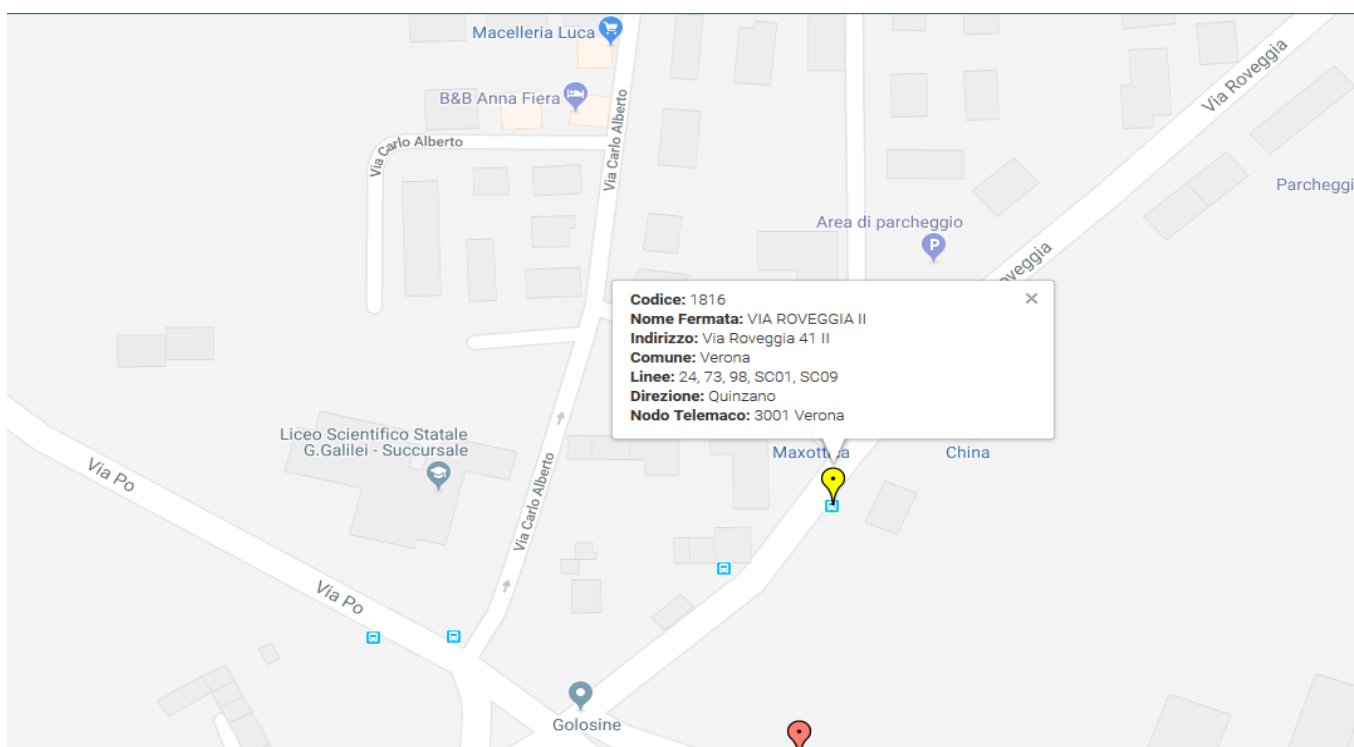 Macelleria Luca
B&B Anna Fiera
Via Carlo Alberto
Via Carlo Alberto
Via Roveggia
Parcheggi
Area di parcheggio
P
oveggia
Codice: 1816
Nome Fermata: VIA ROVEGGIA II
Indirizzo: Via Roveggia 41 II
Comune: Verona
Linee: 24, 73, 98, SC01, SC09
Direzione: Quinzano
Nodo Telemaco: 3001 Verona
Liceo Scientifico Statale
G.Galilei - Succursale
Maxottica
China
Via Po
Via Carlo Alberto
Via Po
Golosine